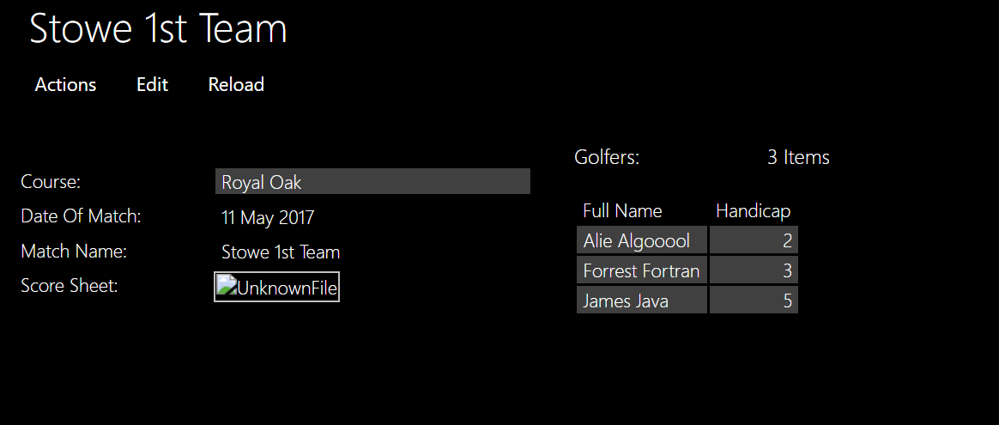 Stowe 1st Team
Actions Edit Reload
Course: Royal Oak
Date Of Match: 11 May 2017
Match Name: Stowe 1st Team
Score Sheet: UnknownFile
Golfers: 3 Items
Full Name Handicap
Alie Algooool 2
Forrest Fortran 3
James Java 5